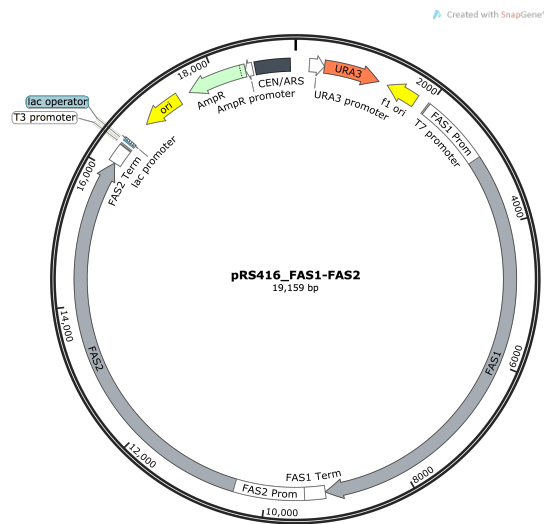 Created with SnapGene®
18,000
CEN/ARS
AmpR
AmpR promoter
URA3
URA3 promoter
2000
f1 ori
T7 promoter
FAS1 Prom
lac operator
T3 promoter
ori
lac promoter
FAS2 Term
16,000
4000
pRS416_FAS1-FAS2
19,159 bp
14,000
FAS2
FAS1
6000
12,000
FAS1 Term
FAS2 Prom
8000
10,000